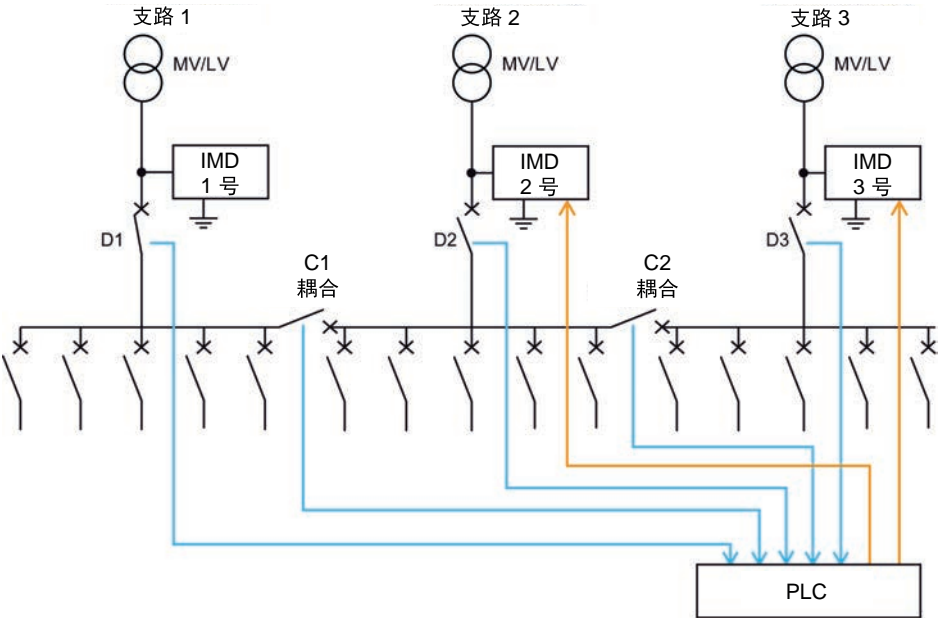 支路 1
支路 2
支路 3
MV/LV
MV/LV
MV/LV
IMD
1 号
IMD
2 号
IMD
3 号
D1
D2
D3
C1
耦合
C2
耦合
PLC